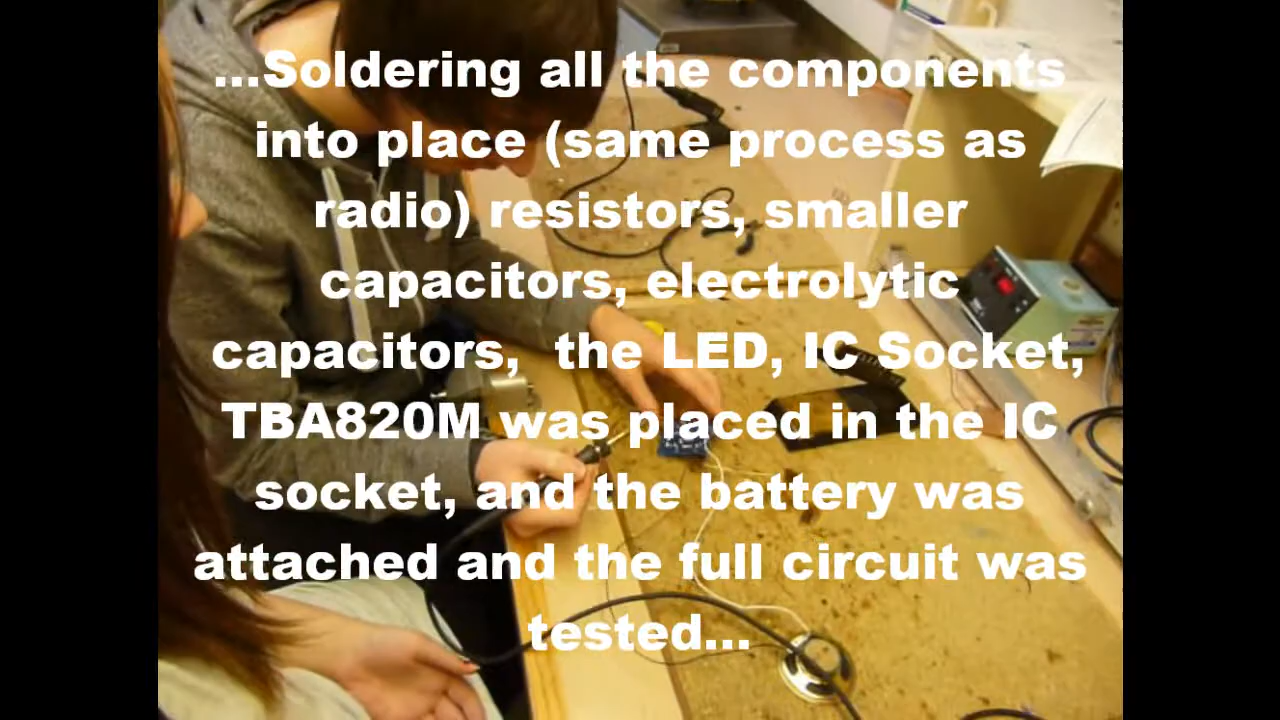 ...Soldering all the components
into place (same process as
radio) resistors, smaller
capacitors, electrolytic
capacitors, the LED, IC Socket,
TBA820M was placed in the IC
socket, and the battery was
attached and the full circuit was
tested...